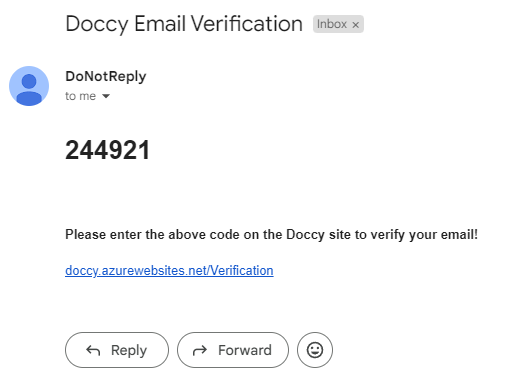 Doccy Email Verification Inbox ×
DoNotReply
to me
244921
Please enter the above code on the Doccy site to verify your email!
doccy.azurewebsites.net/Verification
Reply Forward